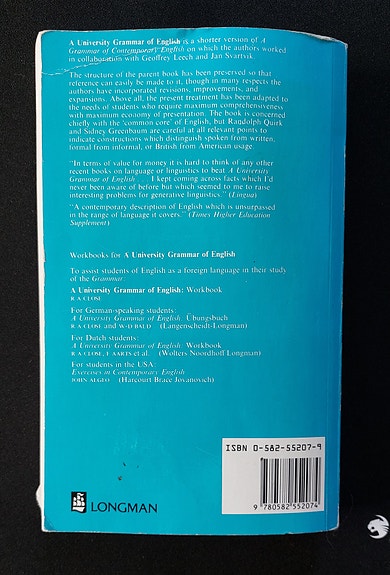 A University Grammar of English is a shorter version of A
Grammar of Contemporary English on which the authors worked
in collaboration with Geoffrey Leech and Jan Svartvik.
The structure of the parent book has been preserved so that
reference can easily be made to it, though in many respects the
authors have incorporated revisions, improvements, and
expansions. Above all, the present treatment has been adapted to
the needs of students who require maximum comprehensiveness
with maximum economy of presentation. The book is concerned
chiefly with the 'common core' of English, but Randolph Quirk
and Sidney Greenbaum are careful at all relevant points to
indicate constructions which distinguish spoken from written,
formal from informal, or British from American usage.
"In terms of value for money it is hard to think of any other
recent books on language or linguistics to beat A University
Grammar of English. . . I kept coming across facts which I'd
never been aware of before but which seemed to me to raise
interesting problems for generative linguistics." (Lingua)
"A contemporary description of English which is unsurpassed
in the range of language it covers." (Times Higher Education
Supplement)
Workbooks for A University Grammar of English
To assist students of English as a foreign language in their study
of the Grammar:
A University Grammar of English: Workbook
R A CLOSE
For German-speaking students:
A University Grammar of English: Übungsbuch
R A CLOSE and W-D BALD (Langenscheidt-Longman)
For Dutch students:
A University Grammar of English: Workbook
R A CLOSE, F AARTS et al. (Wolters Noordhoff Longman)
For students in the USA:
Exercises in Contemporary English
JOHN ALGEO (Harcourt Brace Jovanovich)
ISBN 0-582-55207-9
9 780582 552074
LONGMAN